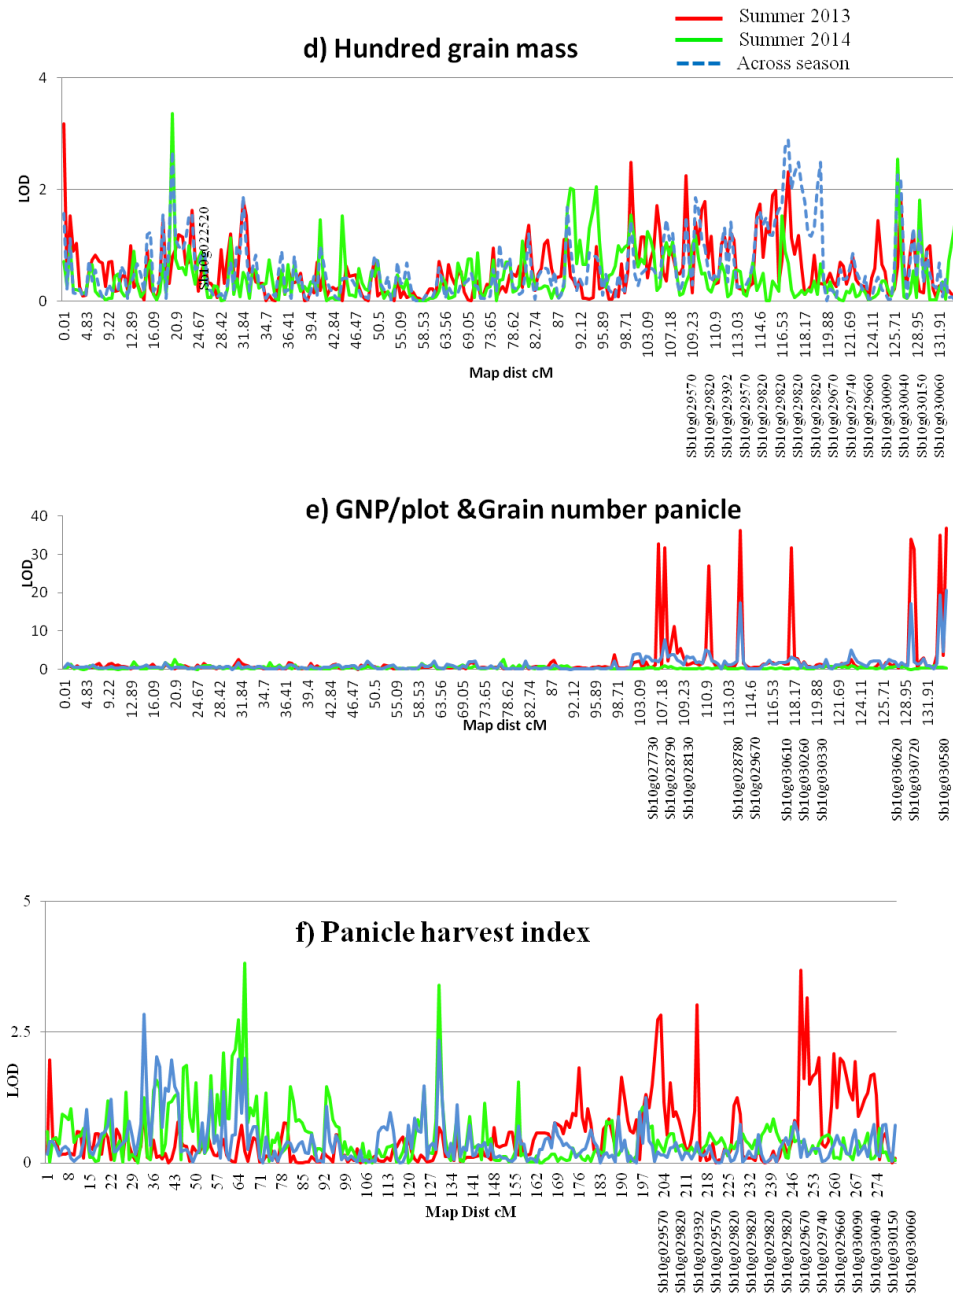 Summer 2013
Summer 2014
Across season
d) Hundred grain mass
4
2
0
LOD
Sb10g022520
0.01 4.83 9.22 12.89 16.09 20.9 24.67 28.42 31.84 34.7 36.41 39.4 42.84 46.47 50.5 55.09 58.53 63.56 69.05 73.65 78.62 82.74 87 92.12 95.89 98.71 103.09 107.18 109.23 110.9 113.03 114.6 116.53 118.17 119.88 121.69 124.11 125.71 128.95 131.91
Map dist cM
Sb10g029570
Sb10g029820
Sb10g029392
Sb10g029570
Sb10g029820
Sb10g029820
Sb10g029820
Sb10g029820
Sb10g029670
Sb10g029740
Sb10g029660
Sb10g030090
Sb10g030040
Sb10g030150
Sb10g030060
e) GNP/plot &Grain number panicle
40
30
20
10
0
LOD
0.01 4.83 9.22 12.89 16.09 20.9 24.67 28.42 31.84 34.7 36.41 39.4 42.84 46.47 50.5 55.09 58.53 63.56 69.05 73.65 78.62 82.74 87 92.12 95.89 98.71 103.09 107.18 109.23 110.9 113.03 114.6 116.53 118.17 119.88 121.69 124.11 125.71 128.95 131.91
Map dist cM
Sb10g027730
Sb10g028790
Sb10g028130
Sb10g028780
Sb10g029670
Sb10g030610
Sb10g030260
Sb10g030330
Sb10g030620
Sb10g030720
Sb10g030580
f) Panicle harvest index
5
2.5
0
LOD
1 8 15 22 29 36 43 50 57 64 71 78 85 92 99 106 113 120 127 134 141 148 155 162 169 176 183 190 197 204 211 218 225 232 239 246 253 260 267 274
Map Dist cM
Sb10g029570
Sb10g029820
Sb10g029392
Sb10g029570
Sb10g029820
Sb10g029820
Sb10g029820
Sb10g029820
Sb10g029670
Sb10g029740
Sb10g029660
Sb10g030090
Sb10g030040
Sb10g030150
Sb10g030060